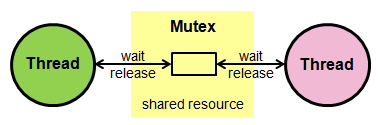 Mutex
Thread
wait
release
wait
release
Thread
shared resource